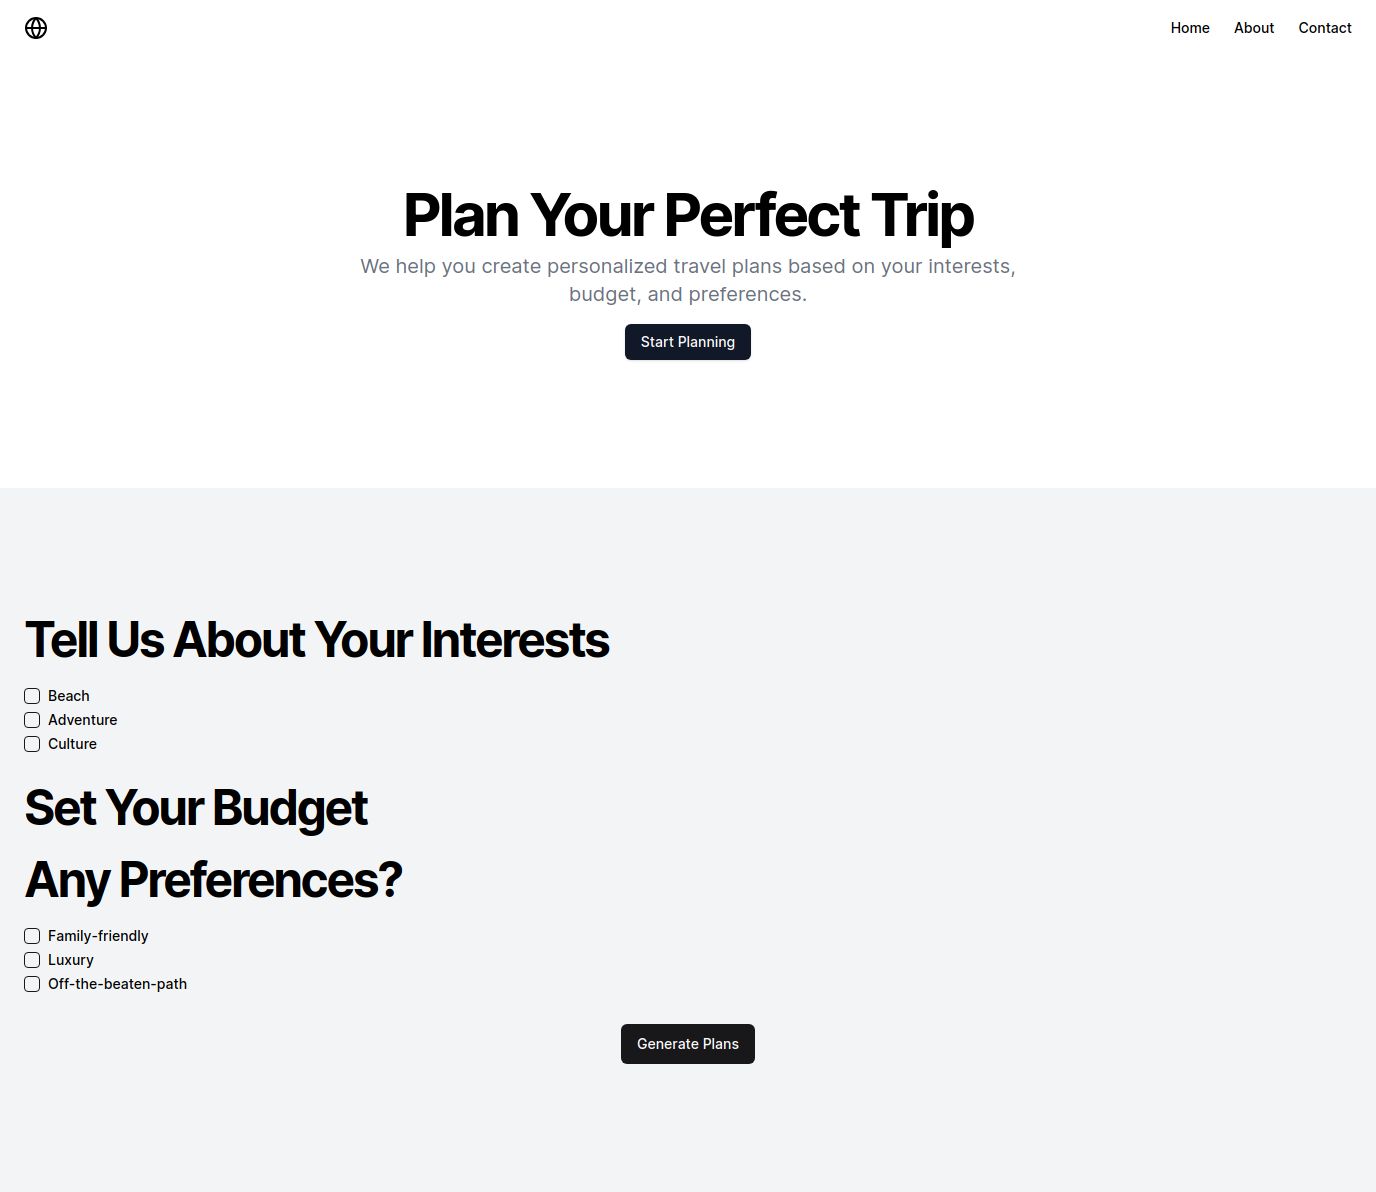 Home About Contact
Plan Your Perfect Trip
We help you create personalized travel plans based on your interests,
budget, and preferences.
Start Planning
Tell Us About Your Interests
Beach
Adventure
Culture
Set Your Budget
Any Preferences?
Family-friendly
Luxury
Off-the-beaten-path
Generate Plans